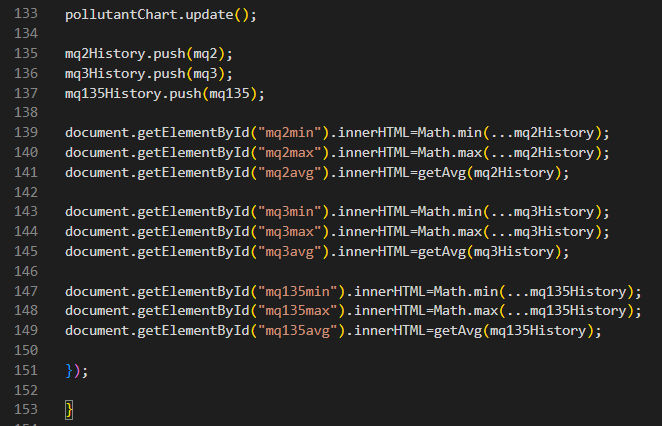 133 pollutantChart.update();
134
135 mq2History.push(mq2);
136 mq3History.push(mq3);
137 mq135History.push(mq135);
138
139 document.getElementById("mq2min").innerHTML=Math.min(...mq2History);
140 document.getElementById("mq2max").innerHTML=Math.max(...mq2History);
141 document.getElementById("mq2avg").innerHTML=getAvg(mq2History);
142
143 document.getElementById("mq3min").innerHTML=Math.min(...mq3History);
144 document.getElementById("mq3max").innerHTML=Math.max(...mq3History);
145 document.getElementById("mq3avg").innerHTML=getAvg(mq3History);
146
147 document.getElementById("mq135min").innerHTML=Math.min(...mq135History);
148 document.getElementById("mq135max").innerHTML=Math.max(...mq135History);
149 document.getElementById("mq135avg").innerHTML=getAvg(mq135History);
150
151 });
152
153 }